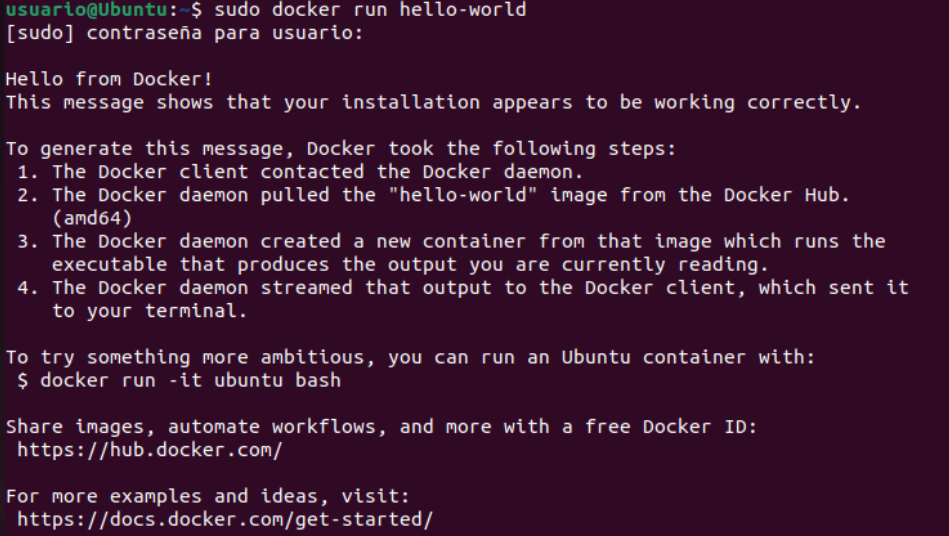 usuario@Ubuntu:~$ sudo docker run hello-world
[sudo] contraseña para usuario:
Hello from Docker!
This message shows that your installation appears to be working correctly.
To generate this message, Docker took the following steps:
1. The Docker client contacted the Docker daemon.
2. The Docker daemon pulled the "hello-world" image from the Docker Hub.
(amd64)
3. The Docker daemon created a new container from that image which runs the
executable that produces the output you are currently reading.
4. The Docker daemon streamed that output to the Docker client, which sent it
to your terminal.
To try something more ambitious, you can run an Ubuntu container with:
$ docker run -it ubuntu bash
Share images, automate workflows, and more with a free Docker ID:
https://hub.docker.com/
For more examples and ideas, visit:
https://docs.docker.com/get-started/